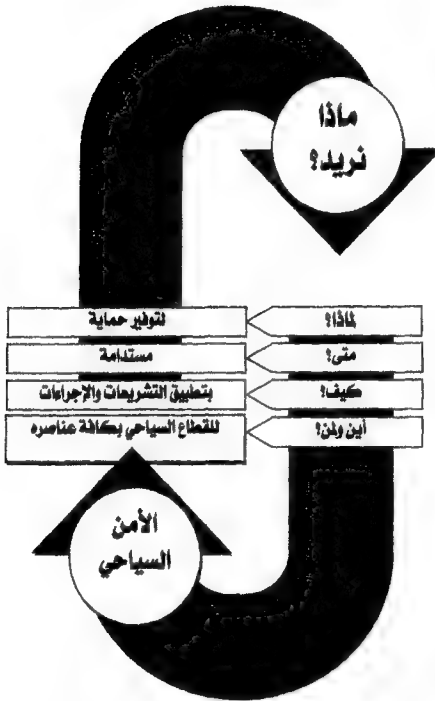 ماذا
نريد؟
لماذا؟
لتوفير حماية
متى؟
مستدامة
كيف؟
بتطبيق التشريعات والإجراءات
أين ولمن؟
للقطاع السياحي بكافة عناصره
الأمن
السياحي